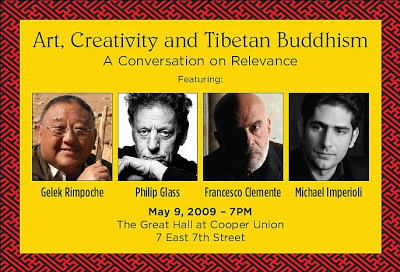 Art, Creativity and Tibetan Buddhism
A Conversation on Relevance
Featuring:
Gelek Rimpoche Philip Glass Francesco Clemente Michael Imperioli
May 9, 2009 – 7PM
The Great Hall at Cooper Union
7 East 7th Street